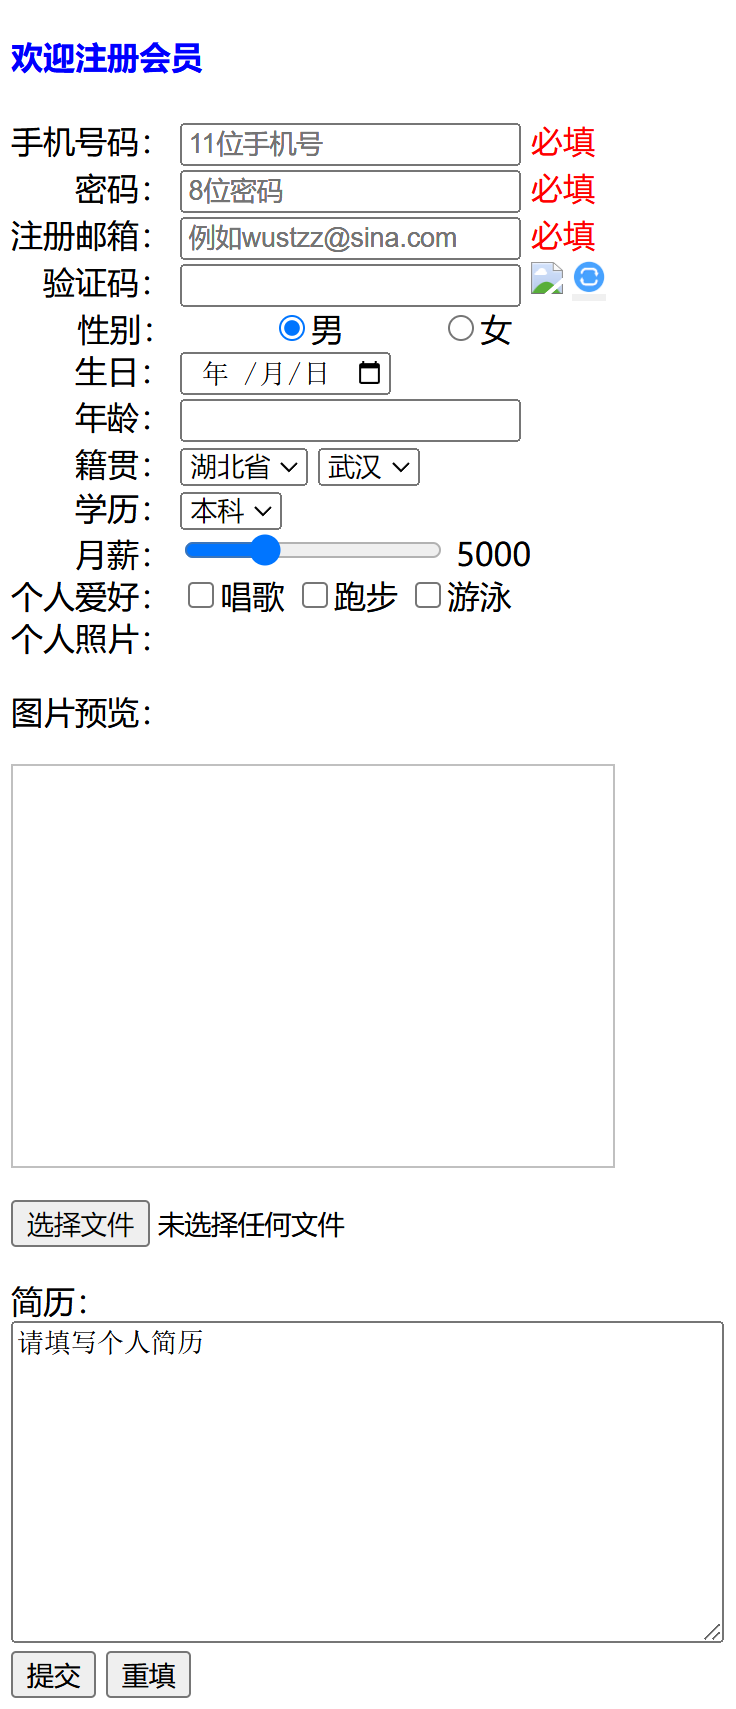 欢迎注册会员
手机号码： 11位手机号 必填
密码： 8位密码 必填
注册邮箱： 例如wustzz@sina.com 必填
验证码：
性别： 男 女
生日： 年 /月/日
年龄：
籍贯： 湖北省 武汉
学历： 本科
月薪： 5000
个人爱好： 唱歌 跑步 游泳
个人照片：
图片预览：
选择文件 未选择任何文件
简历：
请填写个人简历
提交 重填